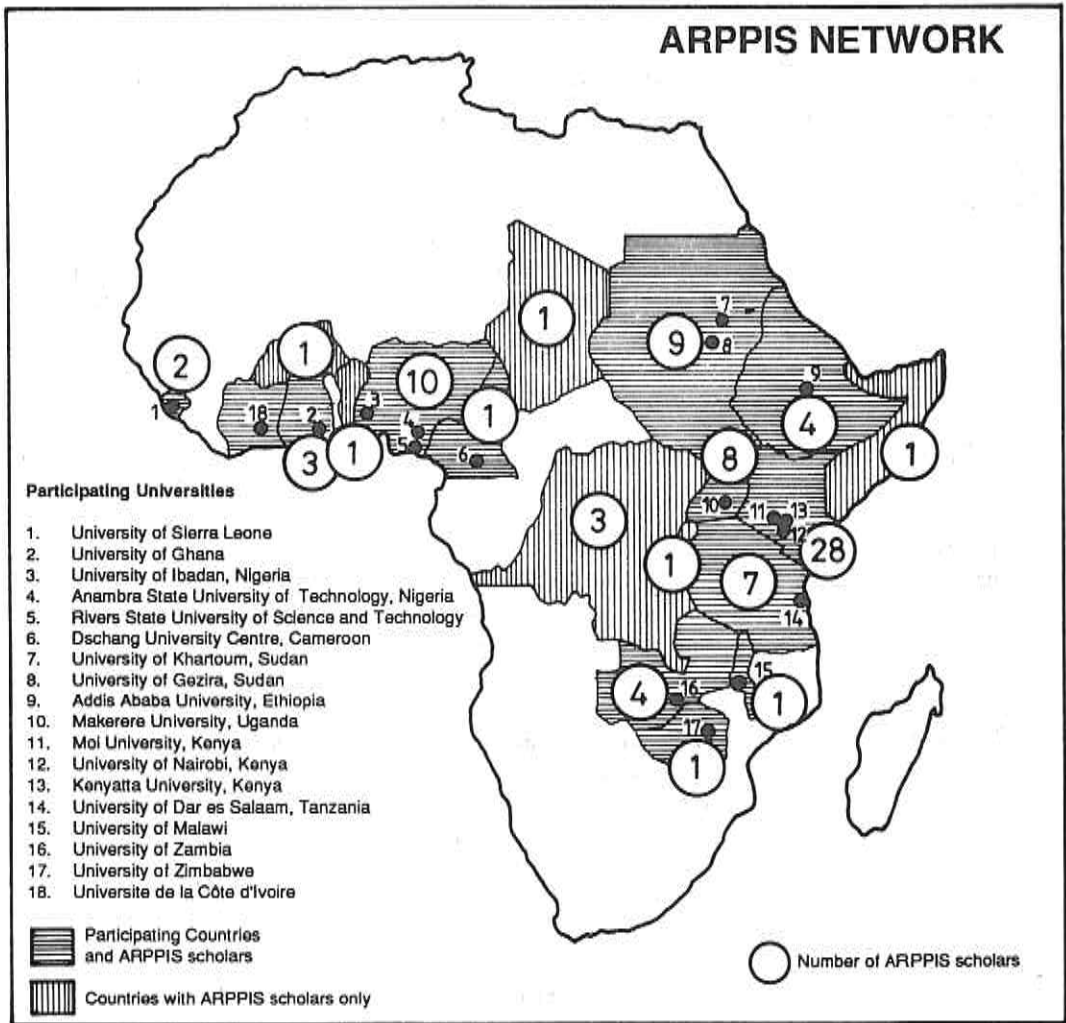 ARPPIS NETWORK
1
7
9
8
2
1
10
9
3
1
4
18
2
4
1
5
6
3
1
8
1
10
11
13
12
3
28
1
7
14
4
16
15
1
17
1
Participating Universities
1. University of Sierra Leone
2. University of Ghana
3. University of Ibadan, Nigeria
4. Anambra State University of Technology, Nigeria
5. Rivers State University of Science and Technology
6. Dschang University Centre, Cameroon
7. University of Khartoum, Sudan
8. University of Gezira, Sudan
9. Addis Ababa University, Ethiopia
10. Makerere University, Uganda
11. Moi University, Kenya
12. University of Nairobi, Kenya
13. Kenyatta University, Kenya
14. University of Dar es Salaam, Tanzania
15. University of Malawi
16. University of Zambia
17. University of Zimbabwe
18. Universite de la Côte d'Ivoire
Participating Countries
and ARPPIS scholars
Countries with ARPPIS scholars only
Number of ARPPIS scholars